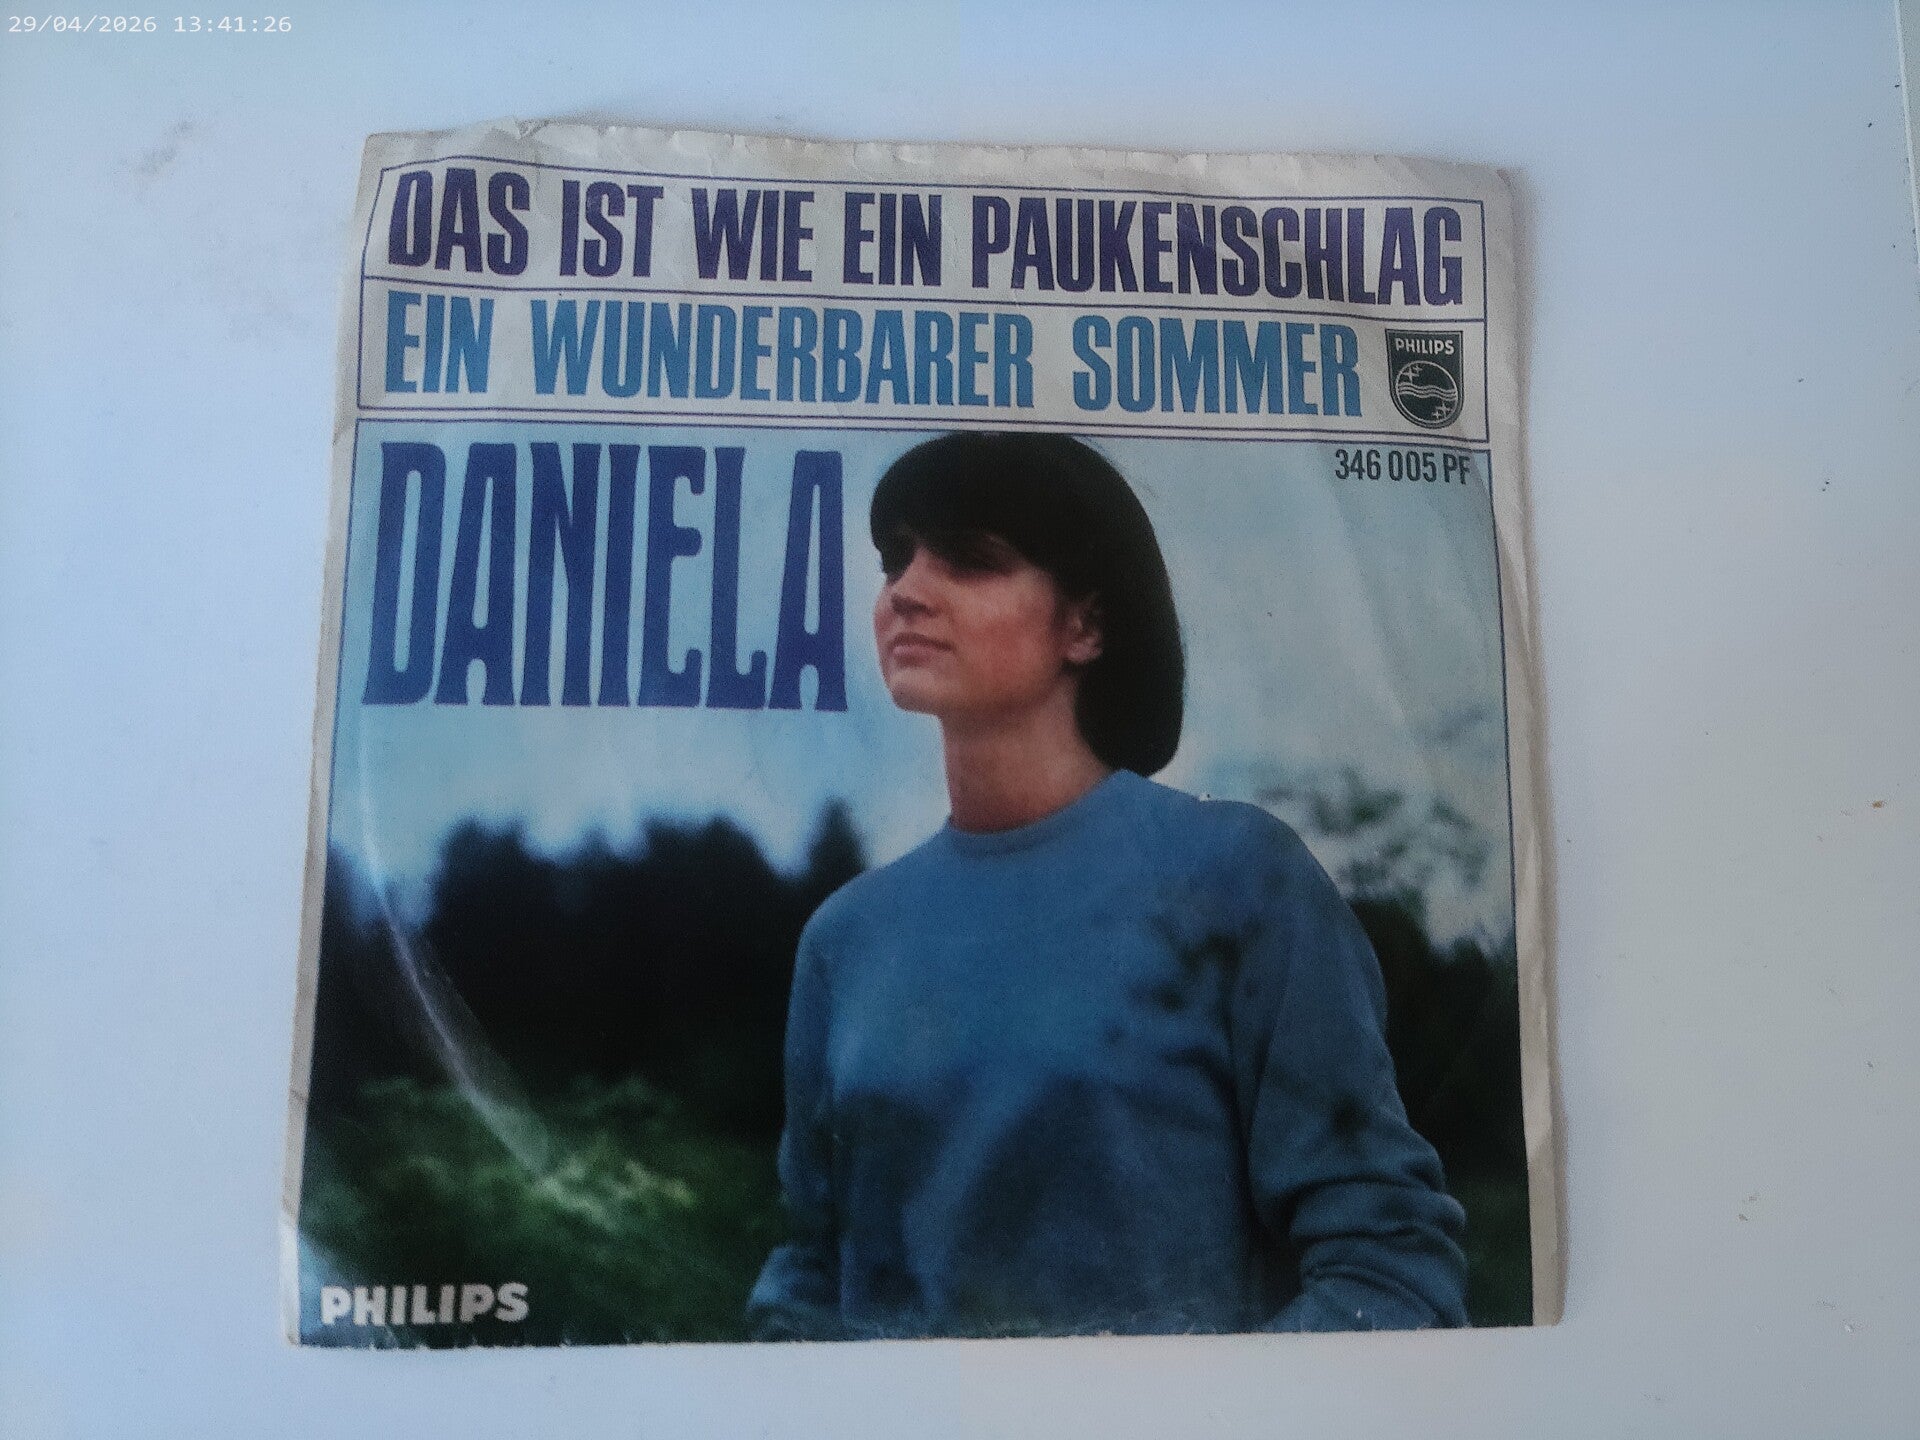 29/04/2026 13:41:26
DAS IST WIE EIN PAUKENSCHLAG
EIN WUNDERBARER SOMMER
PHILIPS
346 005 PF
DANIELA
PHILIPS